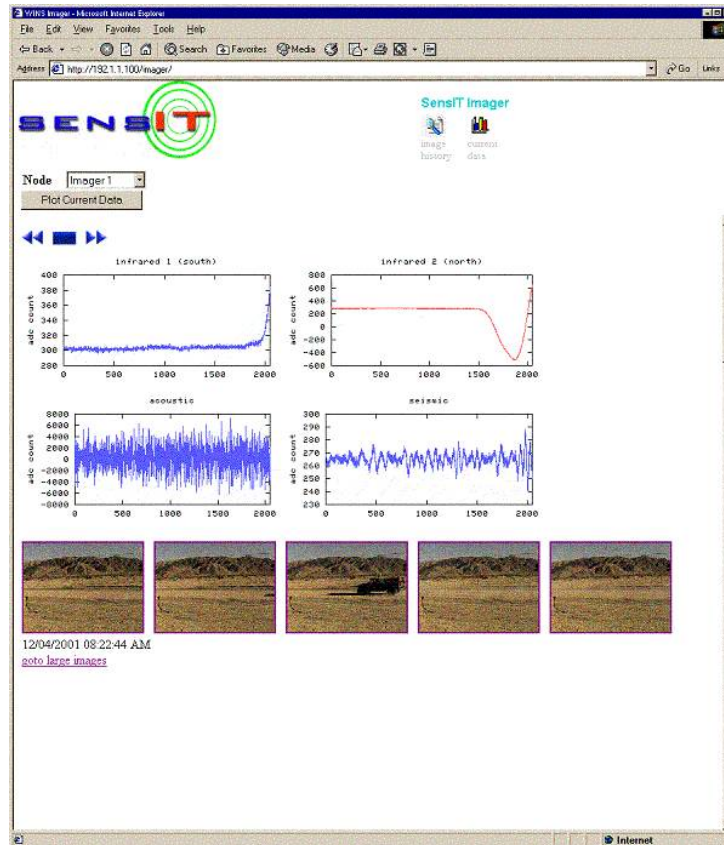 WINS Imager - Microsoft Internet Explorer
File Edit View Favorites Tools Help
Back Search Favorites Media
Address http://192.1.1.100/imager/ Go Links
SENSIT
SensIT Imager
image history
current data
Node Imager 1
Plot Current Data
infrared 1 (south)
adc count
400
380
360
340
320
300
280
0 500 1000 1500 2000
infrared 2 (north)
adc count
800
600
400
200
0
-200
-400
-600
0 500 1000 1500 2000
acoustic
adc count
8000
6000
4000
2000
0
-2000
-4000
-6000
-8000
0 500 1000 1500 2000
seismic
adc count
300
290
280
270
260
250
240
230
0 500 1000 1500 2000
12/04/2001 08:22:44 AM
goto large images
Internet